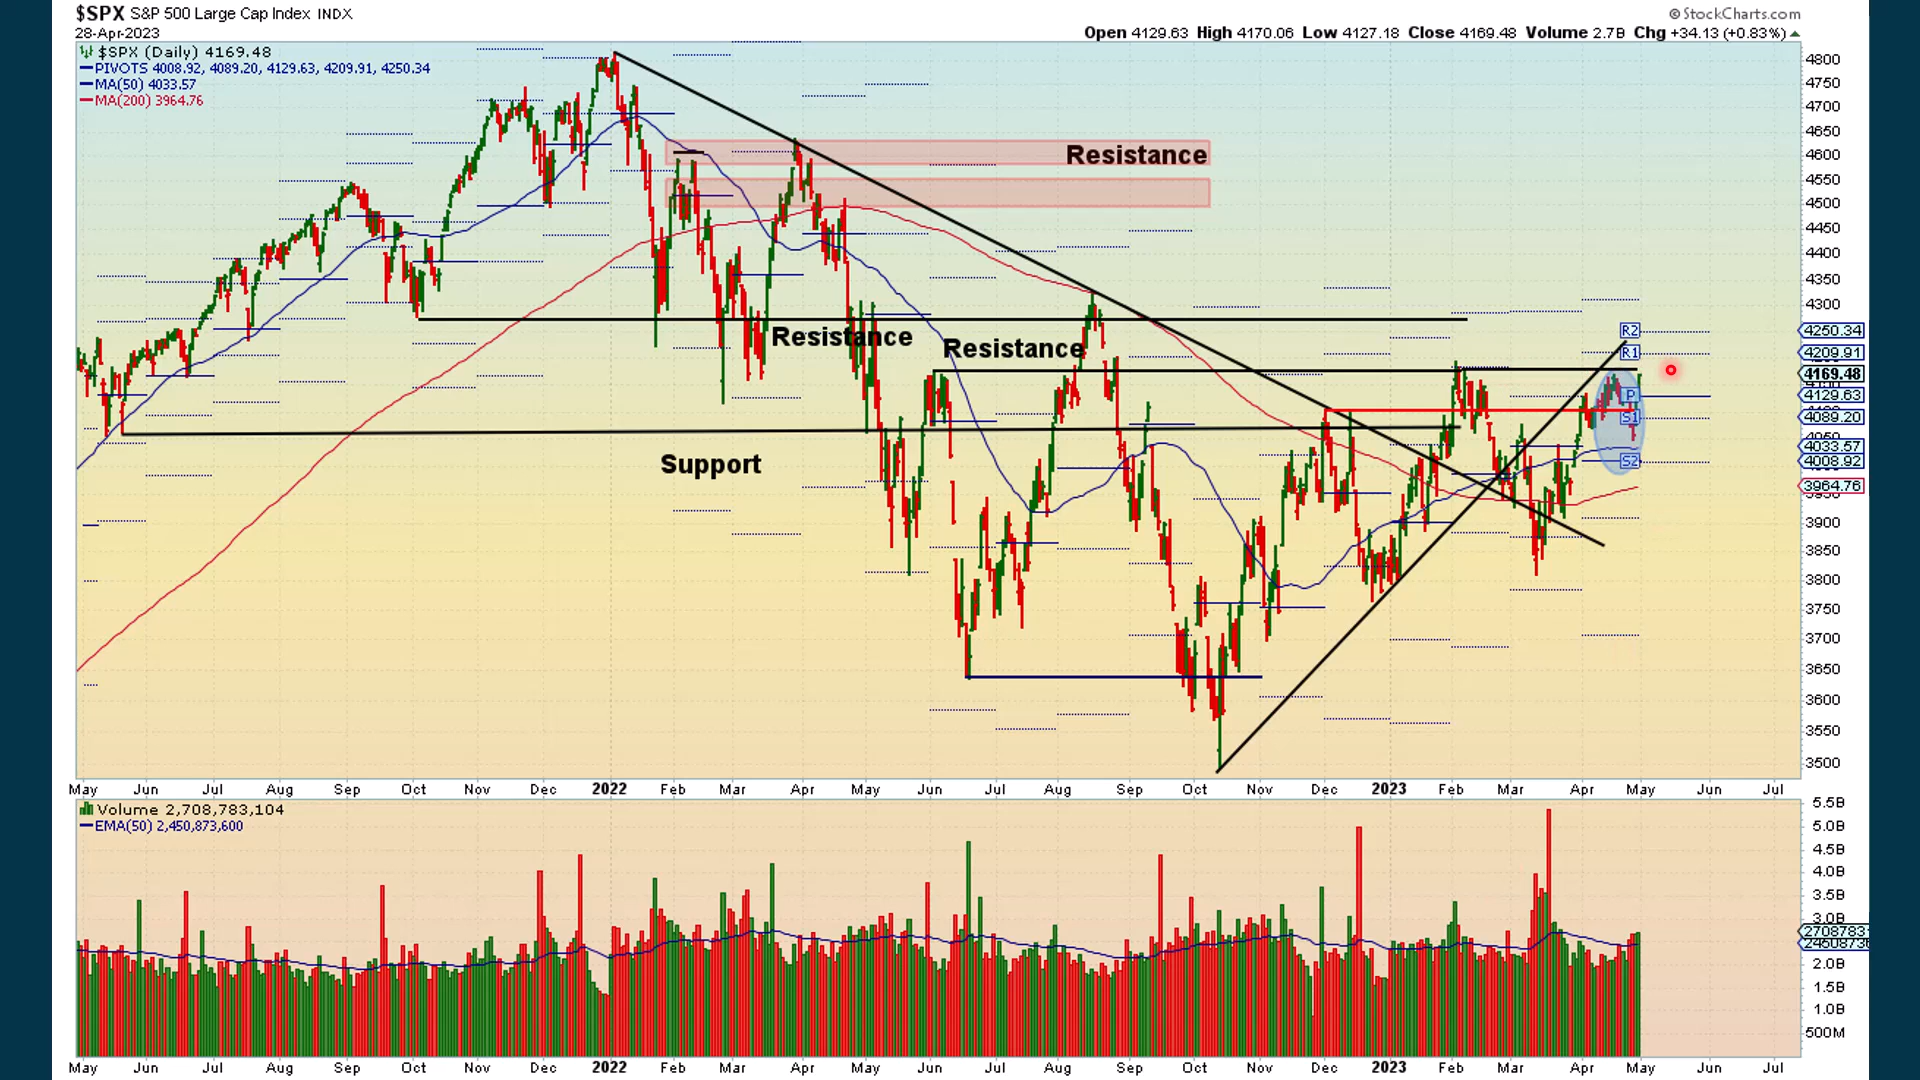 $SPX S&P 500 Large Cap Index INDX
© StockCharts.com
28-Apr-2023
Open 4129.63 High 4170.06 Low 4127.18 Close 4169.48 Volume 2.7B Chg +34.13 (+0.83%)
$SPX (Daily) 4169.48
PIVOTS 4008.92, 4089.20, 4129.63, 4209.91, 4250.34
MA(50) 4033.57
MA(200) 3964.76
4800
4750
4700
4650
4600
4550
4500
4450
4400
4350
4300
4250.34
4209.91
4169.48
4129.63
4089.20
4033.57
4008.92
3964.76
3900
3850
3800
3750
3700
3650
3600
3550
3500
Resistance
Resistance
Resistance
Support
R2
R1
P
S1
S2
May Jun Jul Aug Sep Oct Nov Dec 2022 Feb Mar Apr May Jun Jul Aug Sep Oct Nov Dec 2023 Feb Mar Apr May Jun Jul
Volume 2,708,783,104
EMA(50) 2,450,873,600
5.5B
5.0B
4.5B
4.0B
3.5B
3.0B
2708783
2.0B
1.5B
1.0B
500M
May Jun Jul Aug Sep Oct Nov Dec 2022 Feb Mar Apr May Jun Jul Aug Sep Oct Nov Dec 2023 Feb Mar Apr May Jun Jul